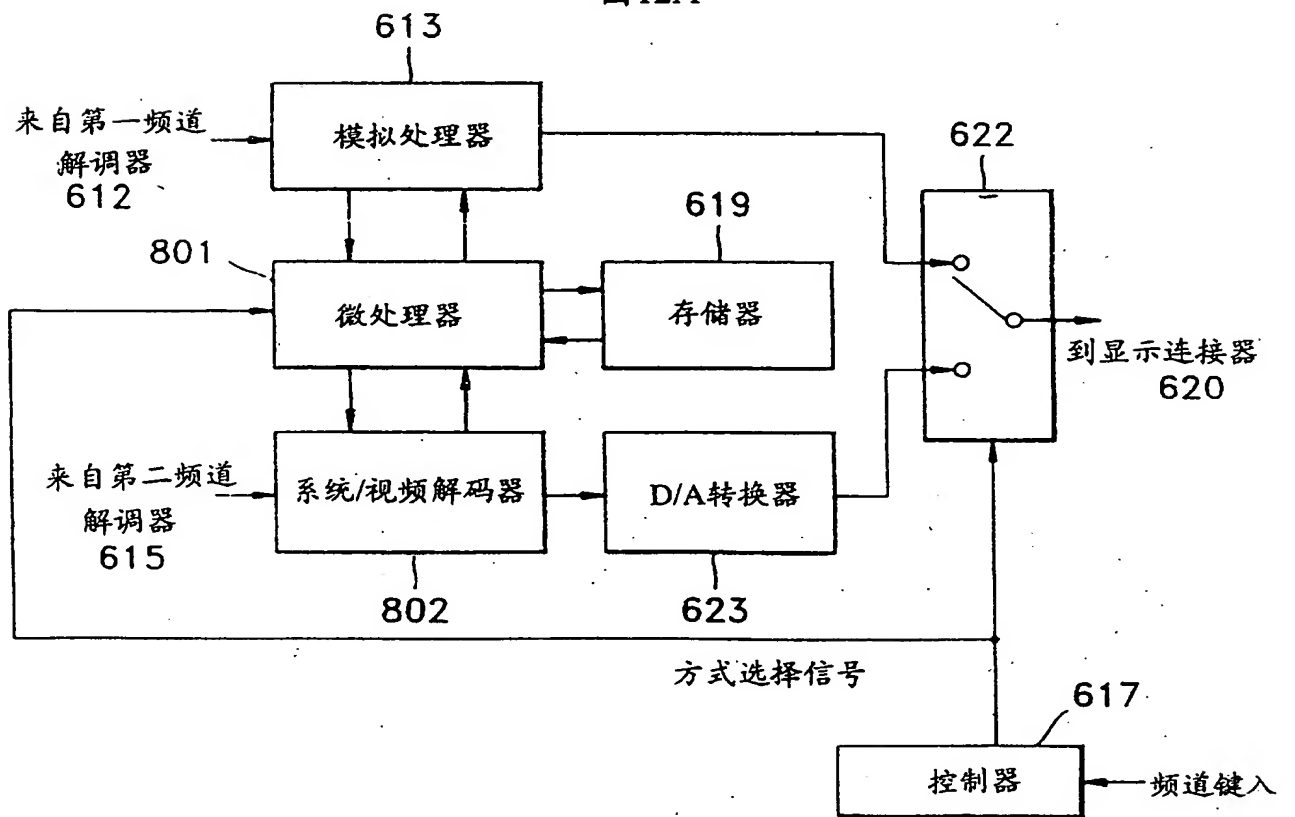 613
来自第一频道
解调器
612
模拟处理器
622
619
801
微处理器
存储器
到显示连接器
620
来自第二频道
解调器
615
系统/视频解码器
D/A转换器
802
623
方式选择信号
617
控制器
频道键入